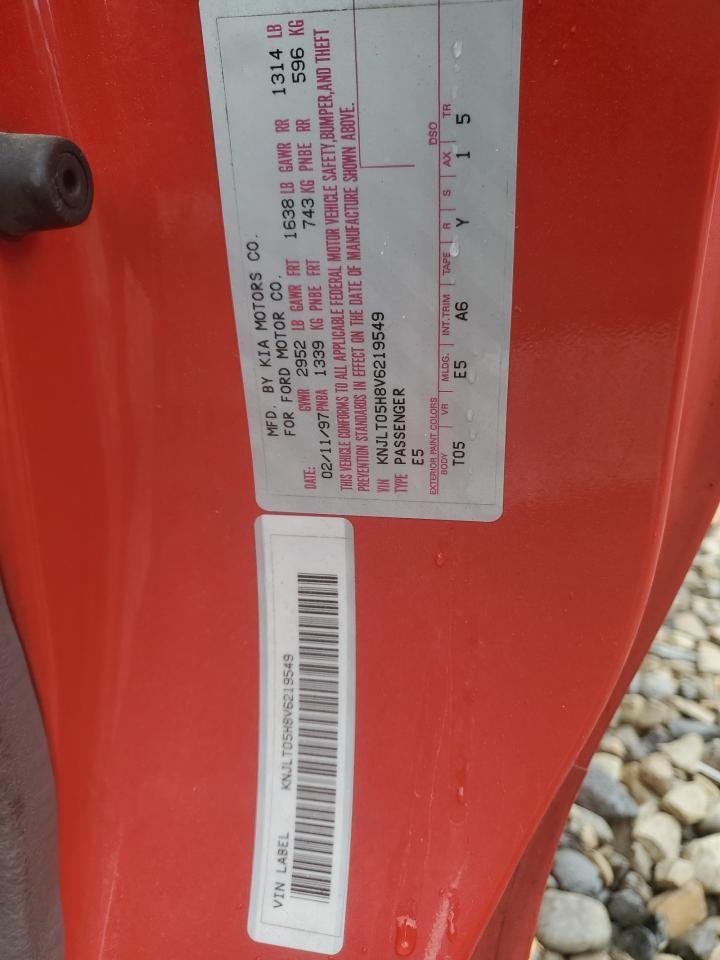 MFD. BY KIA MOTORS CO.
FOR FORD MOTOR CO.
DATE: GVWR 2952 LB GAWR FRT 1638 LB GAWR RR 1314 LB
02/11/97 PNBA 1339 KG PNBE FRT 743 KG PNBE RR 596 KG
THIS VEHICLE CONFORMS TO ALL APPLICABLE FEDERAL MOTOR VEHICLE SAFETY, BUMPER, AND THEFT
PREVENTION STANDARDS IN EFFECT ON THE DATE OF MANUFACTURE SHOWN ABOVE.
VIN KNJLT05H8V6219549
TYPE PASSENGER
E5
EXTERIOR PAINT COLORS DSO
BODY VR MLDG. INT. TRIM TAPE R S AX TR
T05 E5 A6 Y 1 5
VIN LABEL KNJLT05H8V6219549